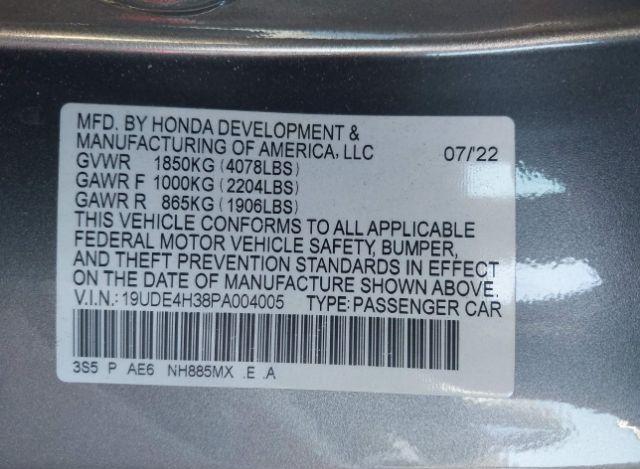 MFD. BY HONDA DEVELOPMENT &
MANUFACTURING OF AMERICA, LLC 07/'22
GVWR 1850KG (4078LBS)
GAWR F 1000KG (2204LBS)
GAWR R 865KG (1906LBS)
THIS VEHICLE CONFORMS TO ALL APPLICABLE
FEDERAL MOTOR VEHICLE SAFETY, BUMPER,
AND THEFT PREVENTION STANDARDS IN EFFECT
ON THE DATE OF MANUFACTURE SHOWN ABOVE.
V.I.N.: 19UDE4H38PA004005 TYPE:PASSENGER CAR
3S5 P AE6 NH885MX .E .A